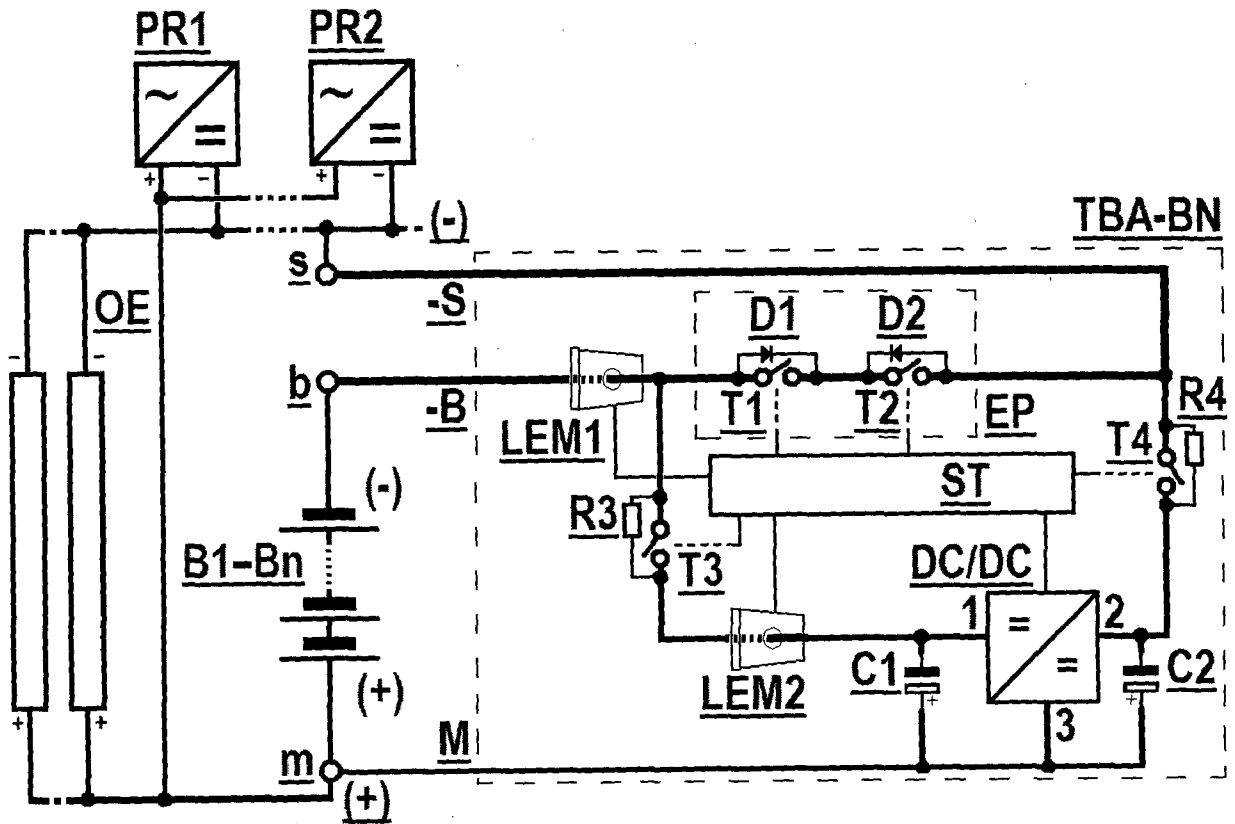 PR1 PR2
~ = ~ =
+ - + -
(-)
TBA-BN
s
-S
OE
D1 D2
- -
b
-B
T1 T2
EP
R4
LEM1
T4
(-)
ST
R3
B1-Bn
T3
DC/DC
1 = 2
=
C1 C2
(+)
LEM2
+ +
+ +
3
M
m
(+)